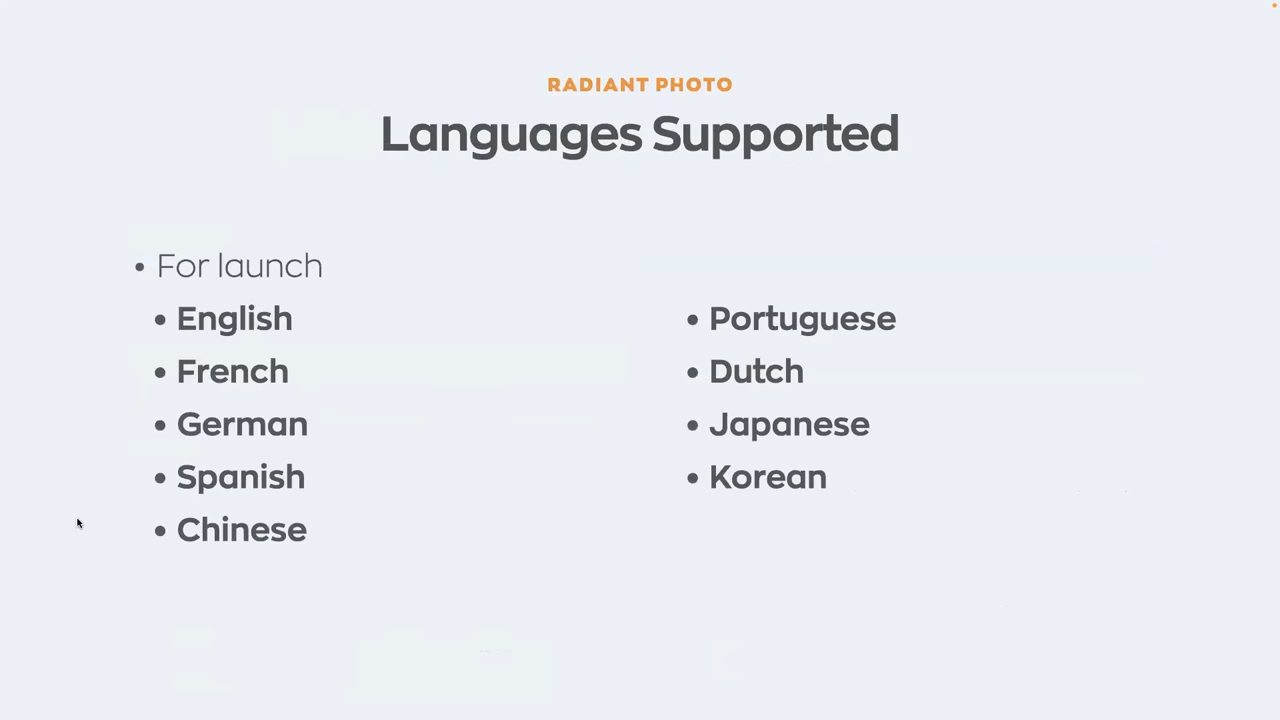 RADIANT PHOTO
Languages Supported
• For launch
• English
• French
• German
• Spanish
• Chinese
• Portuguese
• Dutch
• Japanese
• Korean